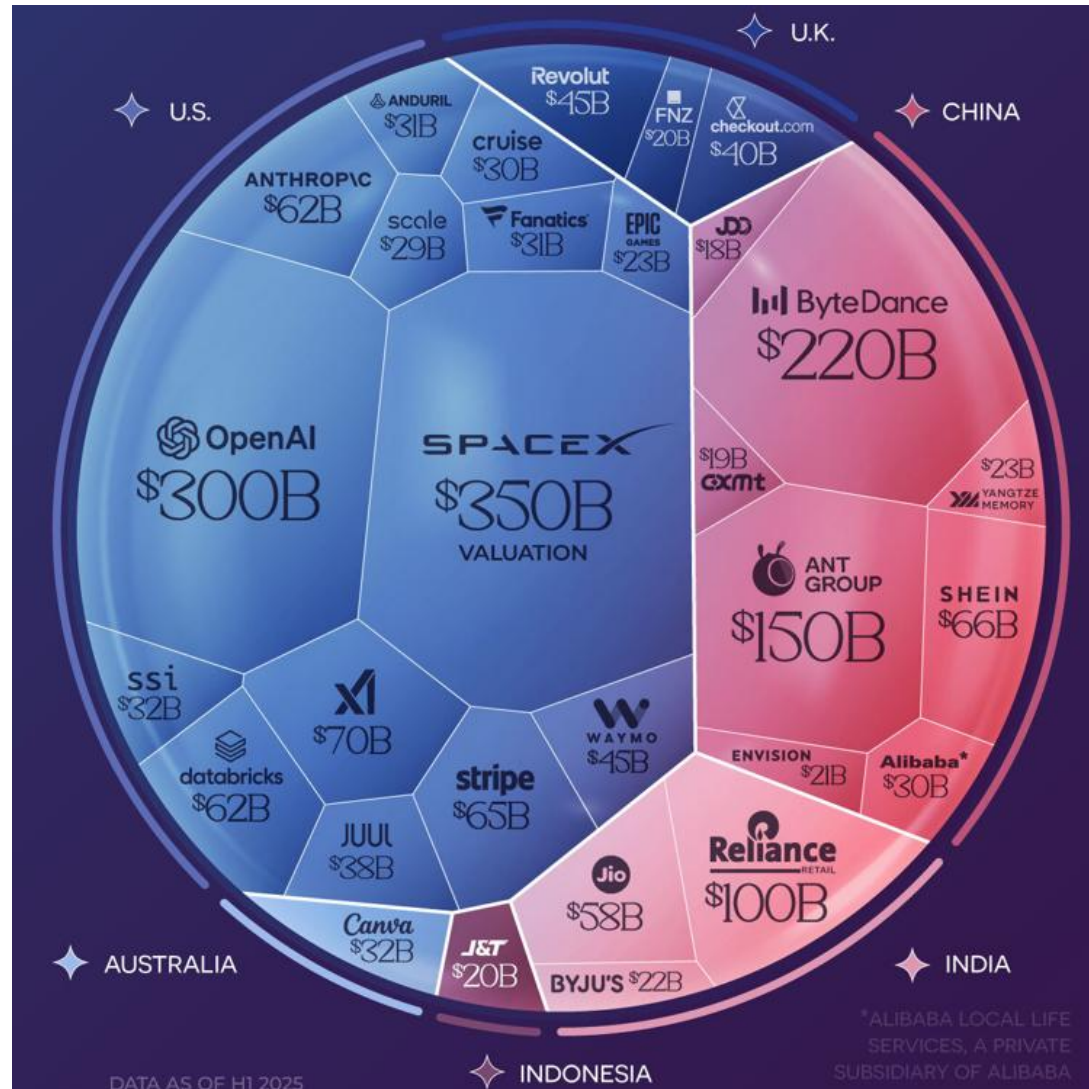 U.K.
U.S.
CHINA
Revolut
$45B
FNZ
$20B
checkout.com
$40B
ANDURIL
$31B
cruise
$30B
ANTHROP\C
$62B
scale
$29B
Fanatics
$31B
EPIC
GAMES
$23B
JDD
$18B
ByteDance
$220B
OpenAI
$300B
SPACEX
$350B
VALUATION
$19B
cxmt
$23B
YANGTZE
MEMORY
ANT
GROUP
$150B
SHEIN
$66B
ssi
$32B
xI
$70B
WAYMO
$45B
databricks
$62B
stripe
$65B
ENVISION
$21B
Alibaba*
$30B
JUUL
$38B
Jio
$58B
Reliance
RETAIL
$100B
Canva
$32B
J&T
$20B
BYJU'S $22B
AUSTRALIA
INDIA
INDONESIA
*ALIBABA LOCAL LIFE
SERVICES, A PRIVATE
SUBSIDIARY OF ALIBABA
DATA AS OF H1 2025